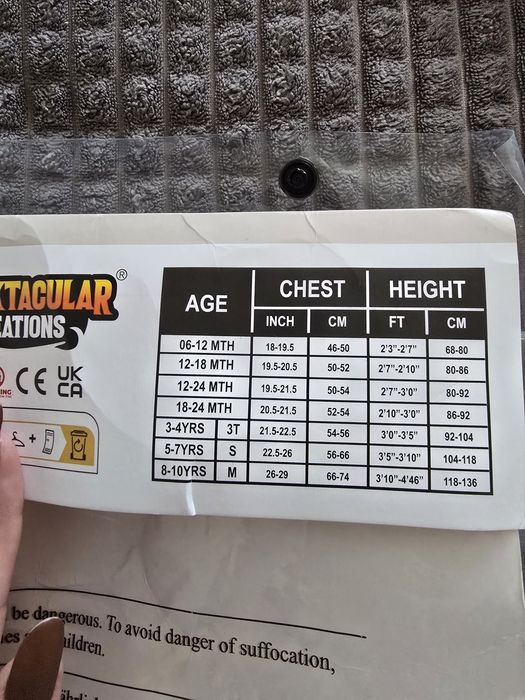 KTACULAR ®
EATIONS
CE UK CA
AGE CHEST HEIGHT
INCH CM FT CM
06-12 MTH 18-19.5 46-50 2'3"-2'7" 68-80
12-18 MTH 19.5-20.5 50-52 2'7"-2'10" 80-86
12-24 MTH 19.5-21.5 50-54 2'7"-3'0" 80-92
18-24 MTH 20.5-21.5 52-54 2'10"-3'0" 86-92
3-4YRS 3T 21.5-22.5 54-56 3'0"-3'5" 92-104
5-7YRS S 22.5-26 56-66 3'5"-3'10" 104-118
8-10YRS M 26-29 66-74 3'10"-4'46" 118-136
be dangerous. To avoid danger of suffocation,
children.